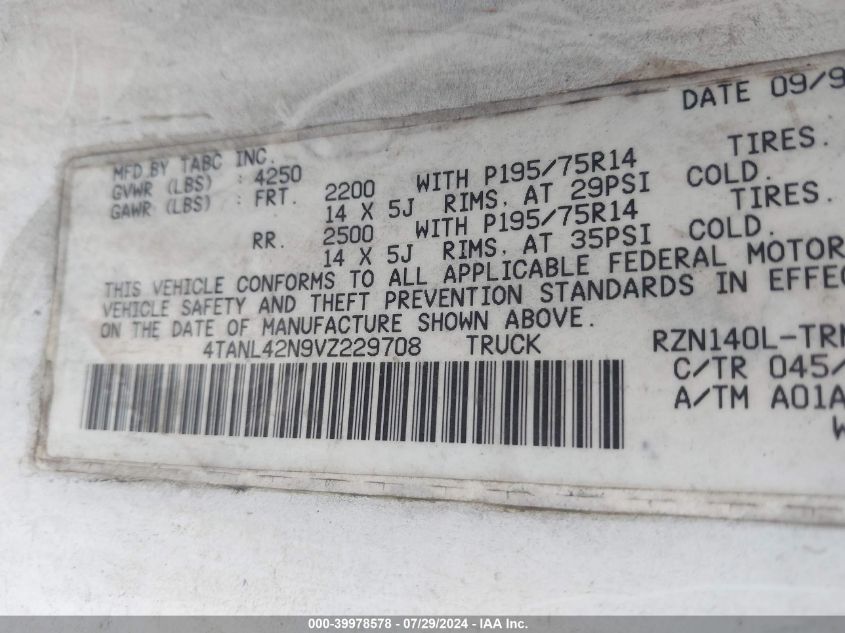 DATE 09/9
MFD.BY TABC INC.
GVWR (LBS) : 4250
GAWR (LBS) : FRT. 2200 WITH P195/75R14 TIRES.
14 X 5J RIMS. AT 29PSI COLD.
RR. 2500 WITH P195/75R14 TIRES.
14 X 5J RIMS. AT 35PSI COLD.
THIS VEHICLE CONFORMS TO ALL APPLICABLE FEDERAL MOTOR
VEHICLE SAFETY AND THEFT PREVENTION STANDARDS IN EFFEC
ON THE DATE OF MANUFACTURE SHOWN ABOVE.
4TANL42N9VZ229708 TRUCK RZN140L-TRM
C/TR 045/
A/TM A01A
000-39978578 - 07/29/2024 - IAA Inc.